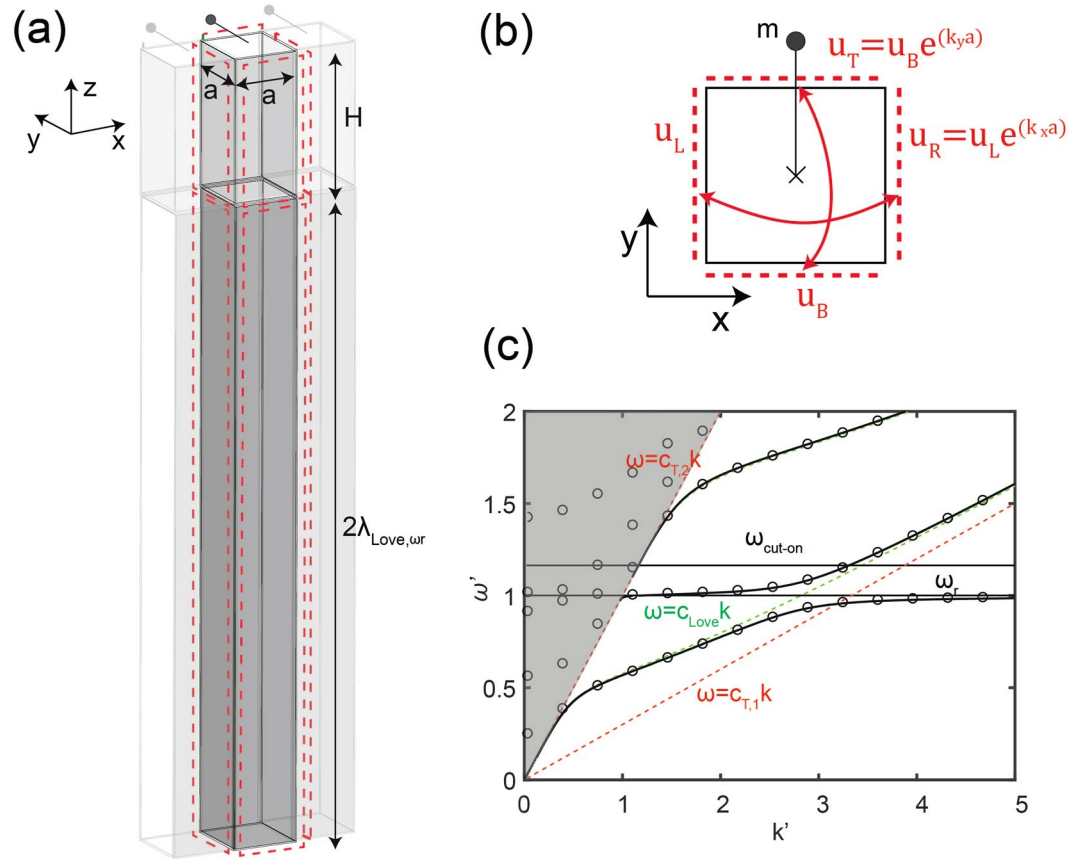 (a)
z
y
x
a
a
H
2λLove,ωr
(b)
m
uT=uBe(kya)
uL
uR=uLe(kxa)
y
x
uB
(c)
2
1.5
1
0.5
0
ω'
ω=cT,2k
ωcut-on
ωr
ω=cLovek
ω=cT,1k
0
1
2
3
4
5
k'